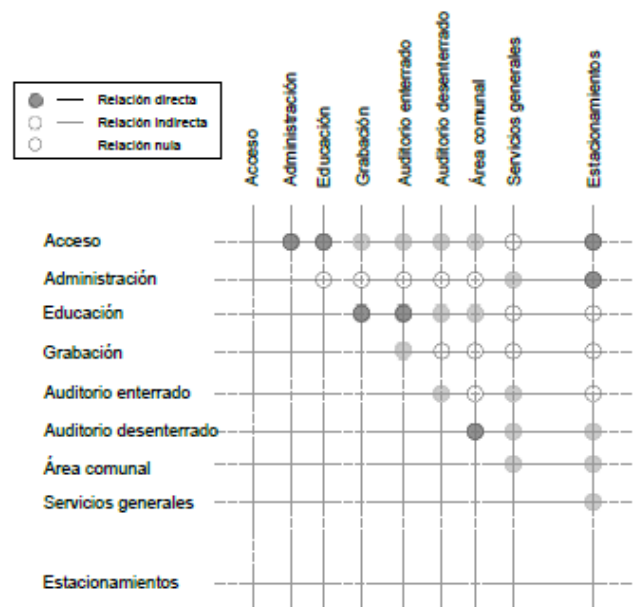 Relación directa
Relación indirecta
Relación nula
Acceso
Administración
Educación
Grabación
Auditorio enterrado
Auditorio desenterrado
Área comunal
Servicios generales
Estacionamientos
Acceso
Administración
Educación
Grabación
Auditorio enterrado
Auditorio desenterrado
Área comunal
Servicios generales
Estacionamientos